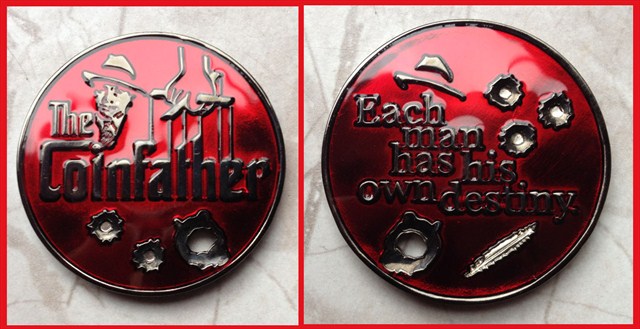 The
Coinfather
Each
man
has his
own destiny.